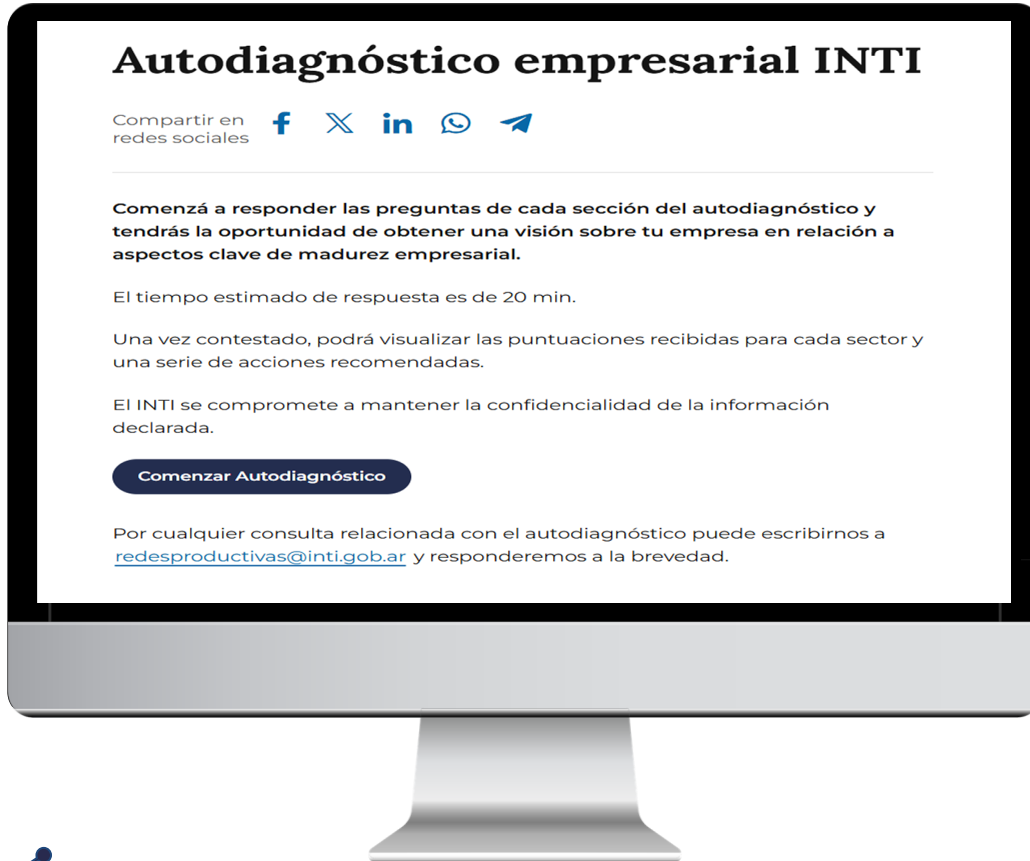 Autodiagnóstico empresarial INTI
Compartir en
redes sociales
Comenzá a responder las preguntas de cada sección del autodiagnóstico y
tendrás la oportunidad de obtener una visión sobre tu empresa en relación a
aspectos clave de madurez empresarial.
El tiempo estimado de respuesta es de 20 min.
Una vez contestado, podrá visualizar las puntuaciones recibidas para cada sector y
una serie de acciones recomendadas.
El INTI se compromete a mantener la confidencialidad de la información
declarada.
Comenzar Autodiagnóstico
Por cualquier consulta relacionada con el autodiagnóstico puede escribirnos a
redesproductivas@inti.gob.ar y responderemos a la brevedad.